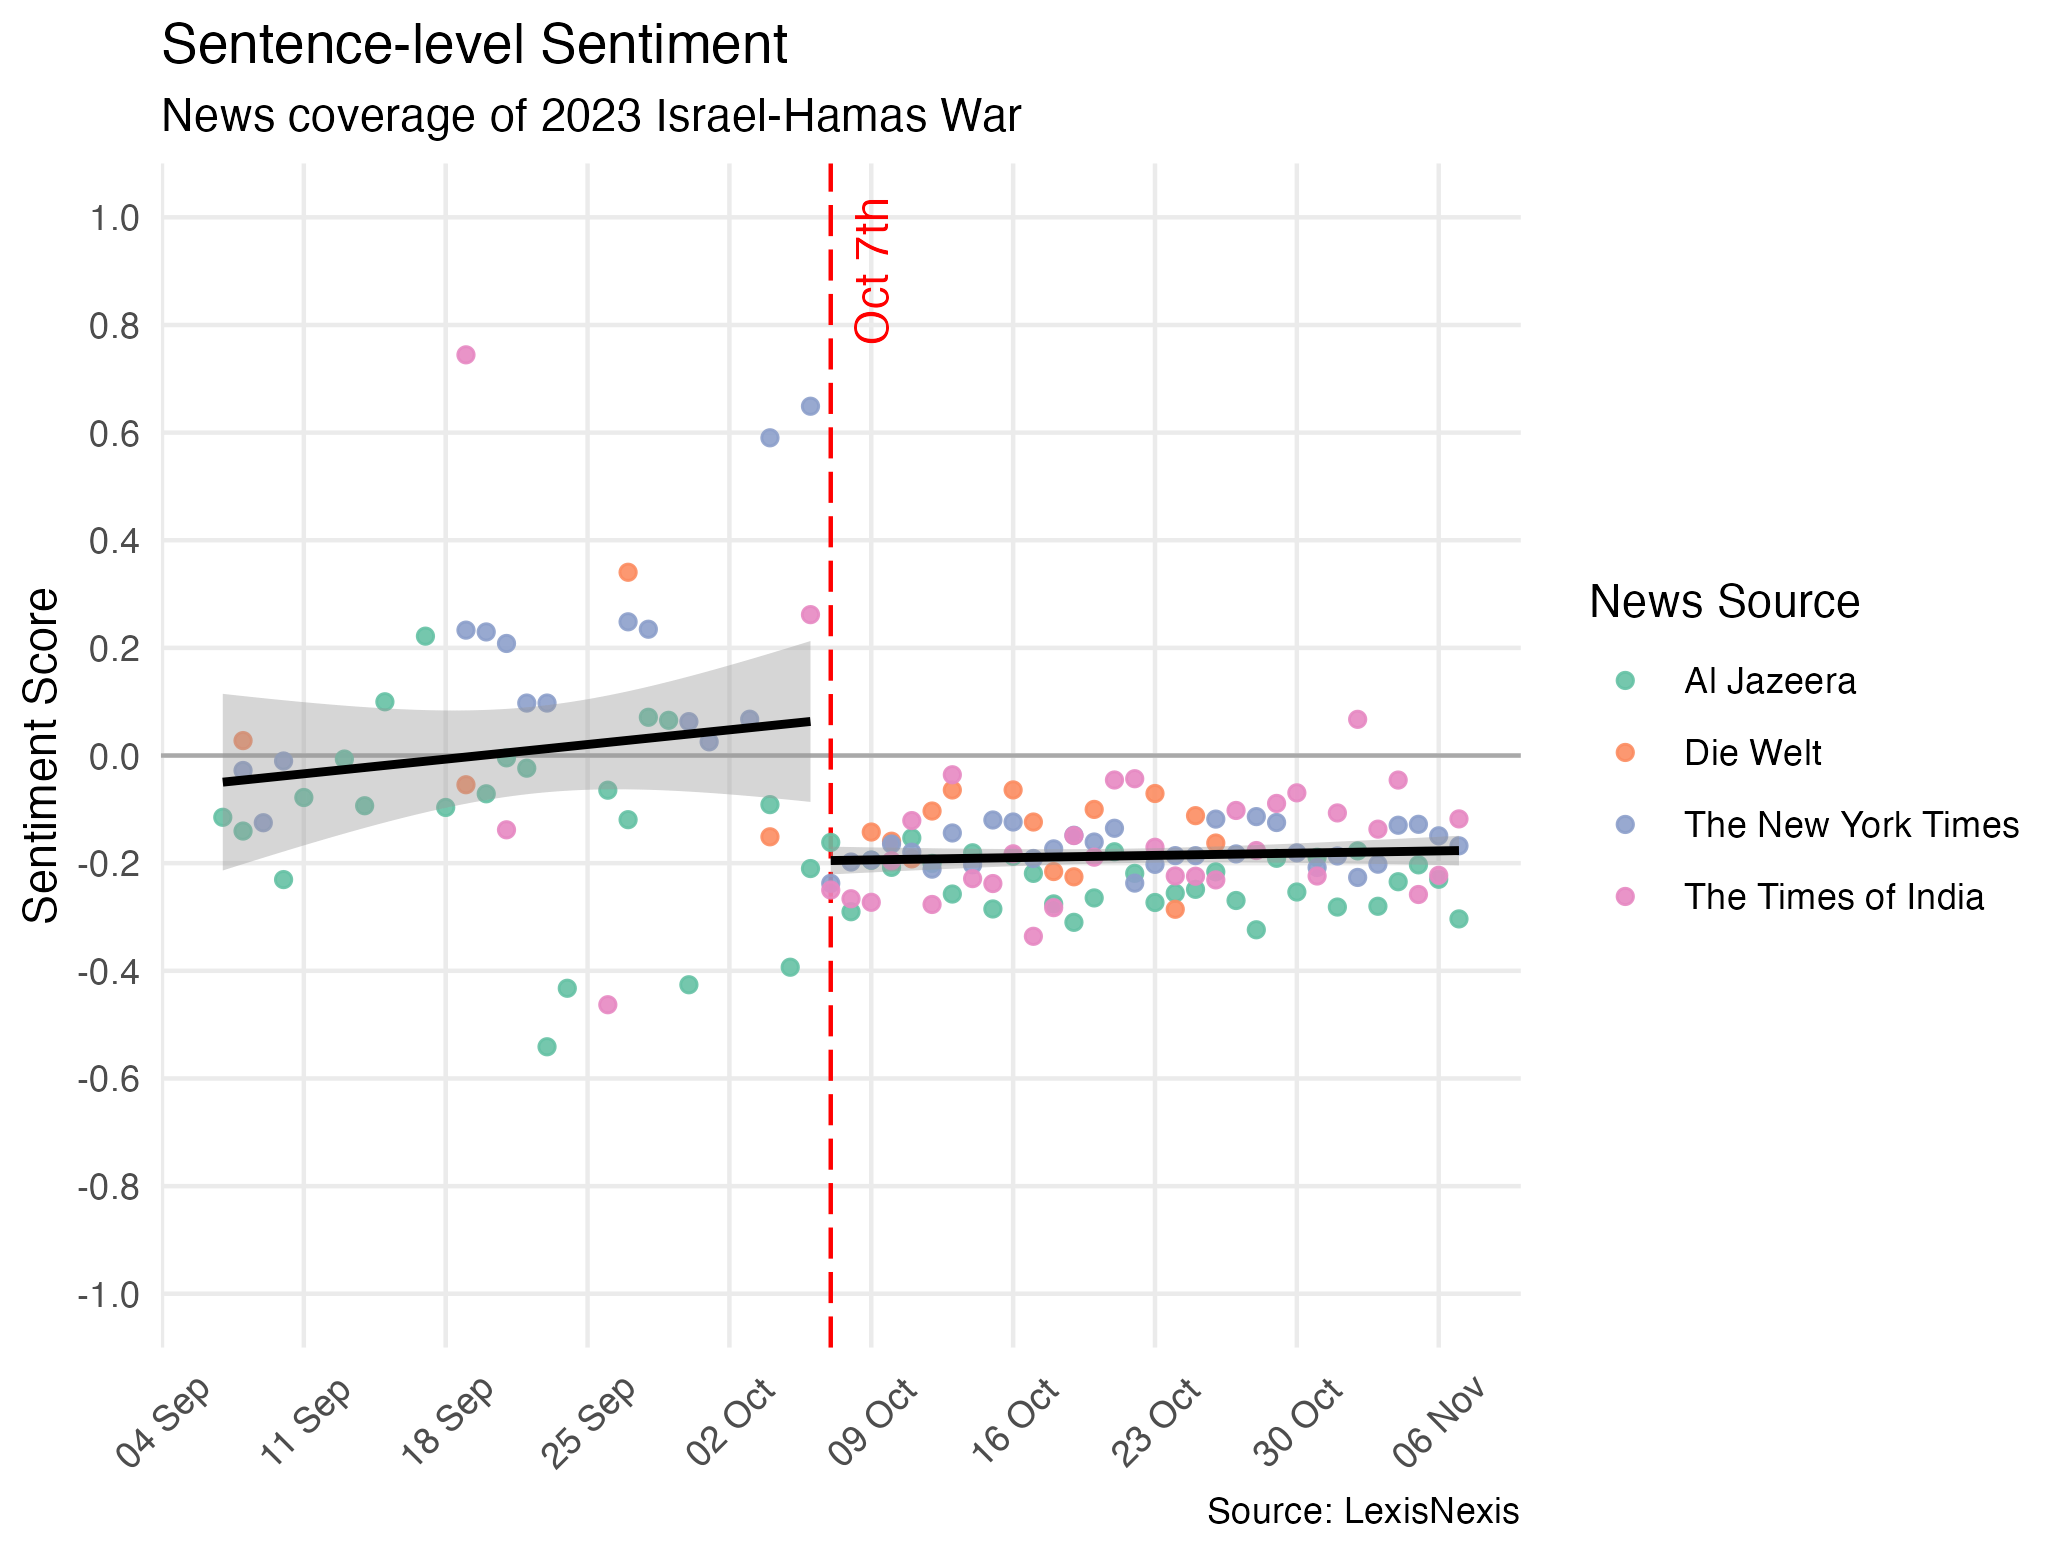 Sentence-level Sentiment
News coverage of 2023 Israel-Hamas War
Sentiment Score
1.0
0.8
0.6
0.4
0.2
0.0
-0.2
-0.4
-0.6
-0.8
-1.0
Oct 7th
04 Sep
11 Sep
18 Sep
25 Sep
02 Oct
09 Oct
16 Oct
23 Oct
30 Oct
06 Nov
News Source
Al Jazeera
Die Welt
The New York Times
The Times of India
Source: LexisNexis